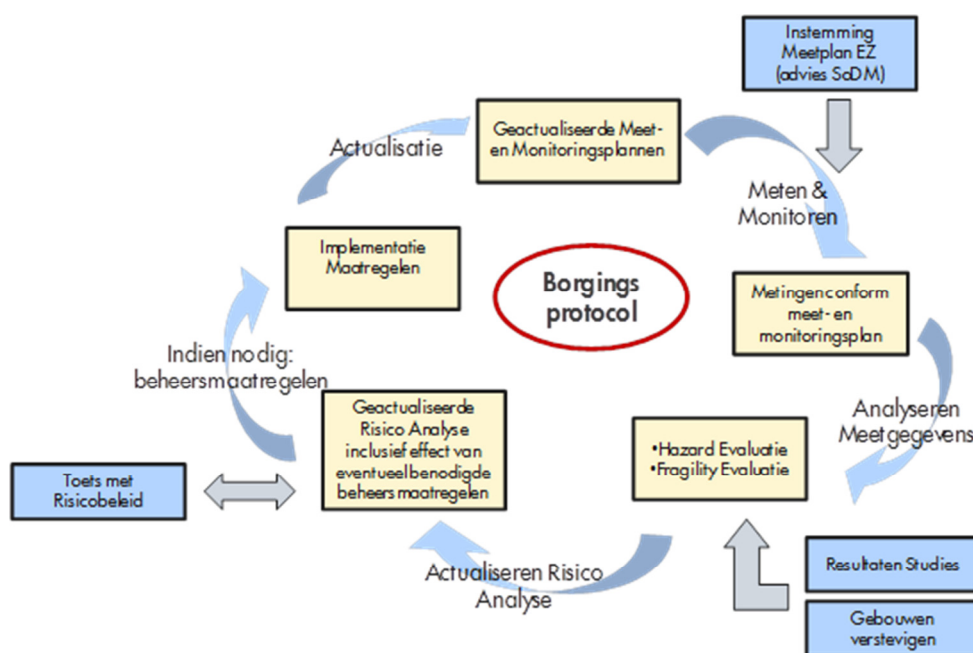 Instemming
Meetplan EZ
(advies SoDM)
Geactualiseerde Meet-
en Monitoringsplannen
Actualisatie
Meten &
Monitoren
Implementatie
Maatregelen
Borgings
protocol
Metingen conform
meet- en
monitoringsplan
Indien nodig:
beheersmaatregelen
Geactualiseerde
Risico Analyse
inclusief effect van
eventueel benodigde
beheersmaatregelen
Analyseren
Meetgegevens
•Hazard Evaluatie
•Fragility Evaluatie
Toets met
Risicobeleid
Actualiseren Risico
Analyse
Resultaten Studies
Gebouwen
verstevigen